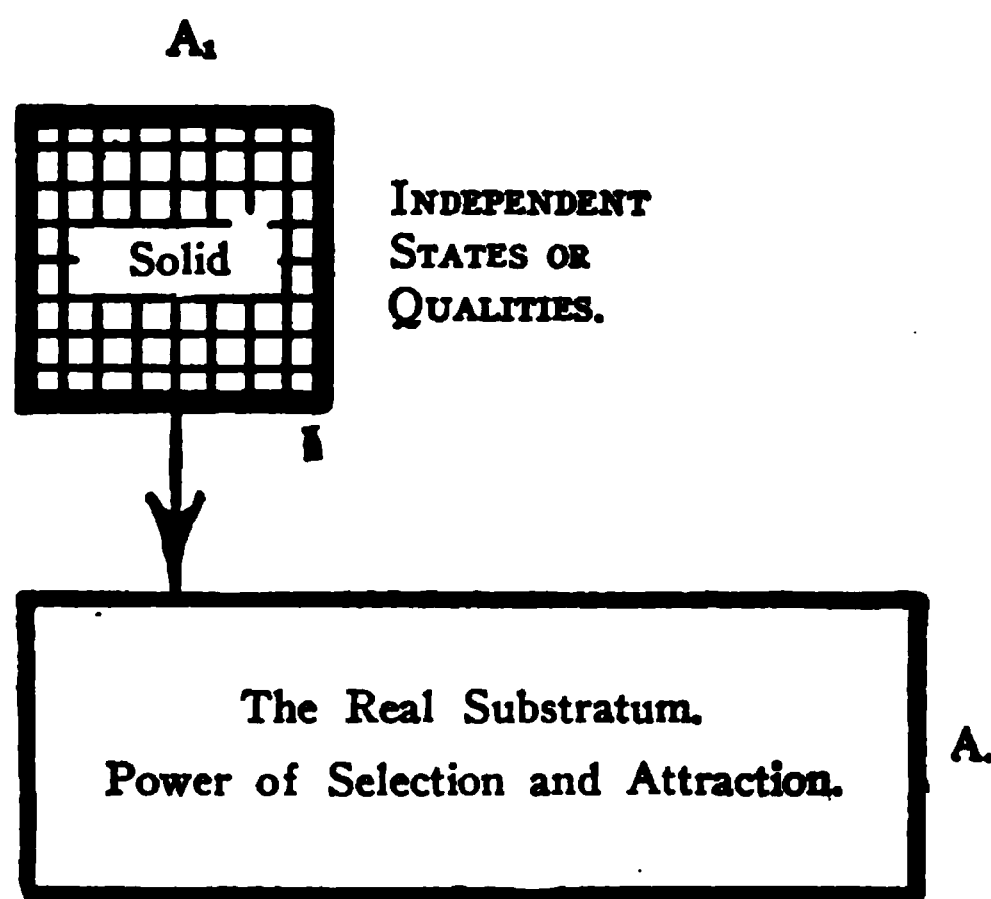 A₁
INDEPENDENT
STATES OR
QUALITIES.
Solid
The Real Substratum.
Power of Selection and Attraction.
A.